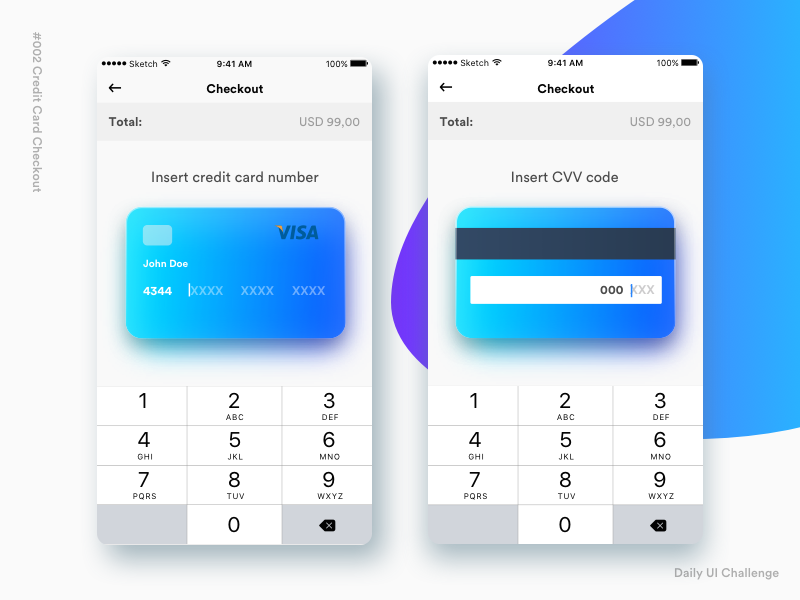 #002 Credit Card Checkout
Sketch 9:41 AM 100%
Checkout
Total: USD 99,00
Insert credit card number
VISA
John Doe
4344 XXXX XXXX XXXX
1 2 3
ABC DEF
4 5 6
GHI JKL MNO
7 8 9
PQRS TUV WXYZ
0
Sketch 9:41 AM 100%
Checkout
Total: USD 99,00
Insert CVV code
000 XXX
1 2 3
ABC DEF
4 5 6
GHI JKL MNO
7 8 9
PQRS TUV WXYZ
0
Daily UI Challenge